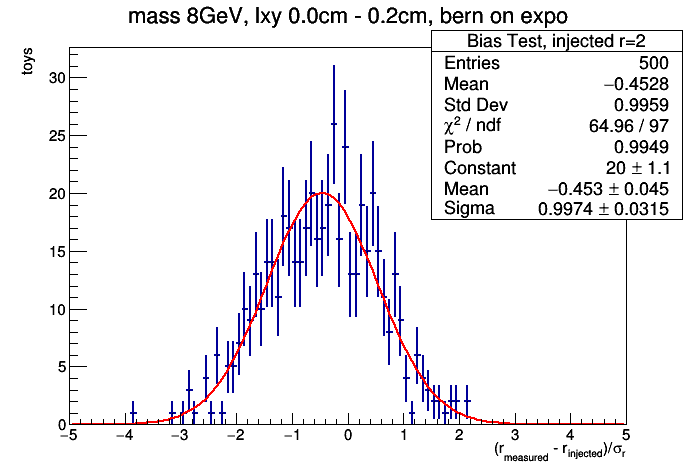 mass 8GeV, lxy 0.0cm - 0.2cm, bern on expo
toys
Bias Test, injected r=2
Entries 500
Mean −0.4528
Std Dev 0.9959
χ² / ndf 64.96 / 97
Prob 0.9949
Constant 20 ± 1.1
Mean −0.453 ± 0.045
Sigma 0.9974 ± 0.0315
30
25
20
15
10
5
0
−5 −4 −3 −2 −1 0 1 2 3 4 5
(r_measured - r_injected)/σ_r